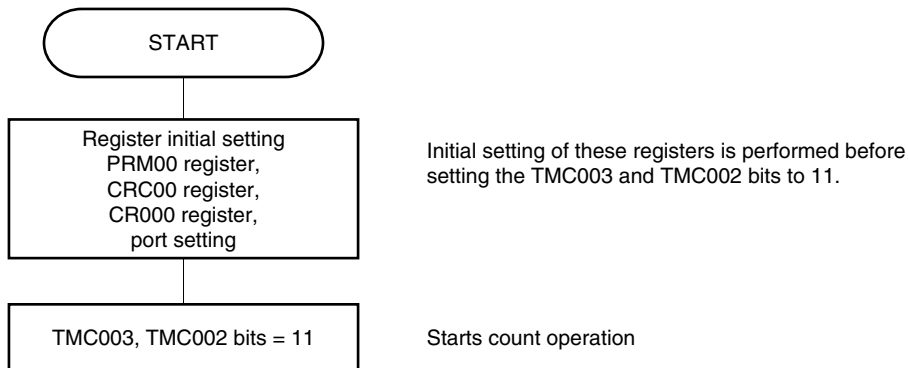 START
Register initial setting
PRM00 register,
CRC00 register,
CR000 register,
port setting
Initial setting of these registers is performed before
setting the TMC003 and TMC002 bits to 11.
TMC003, TMC002 bits = 11
Starts count operation